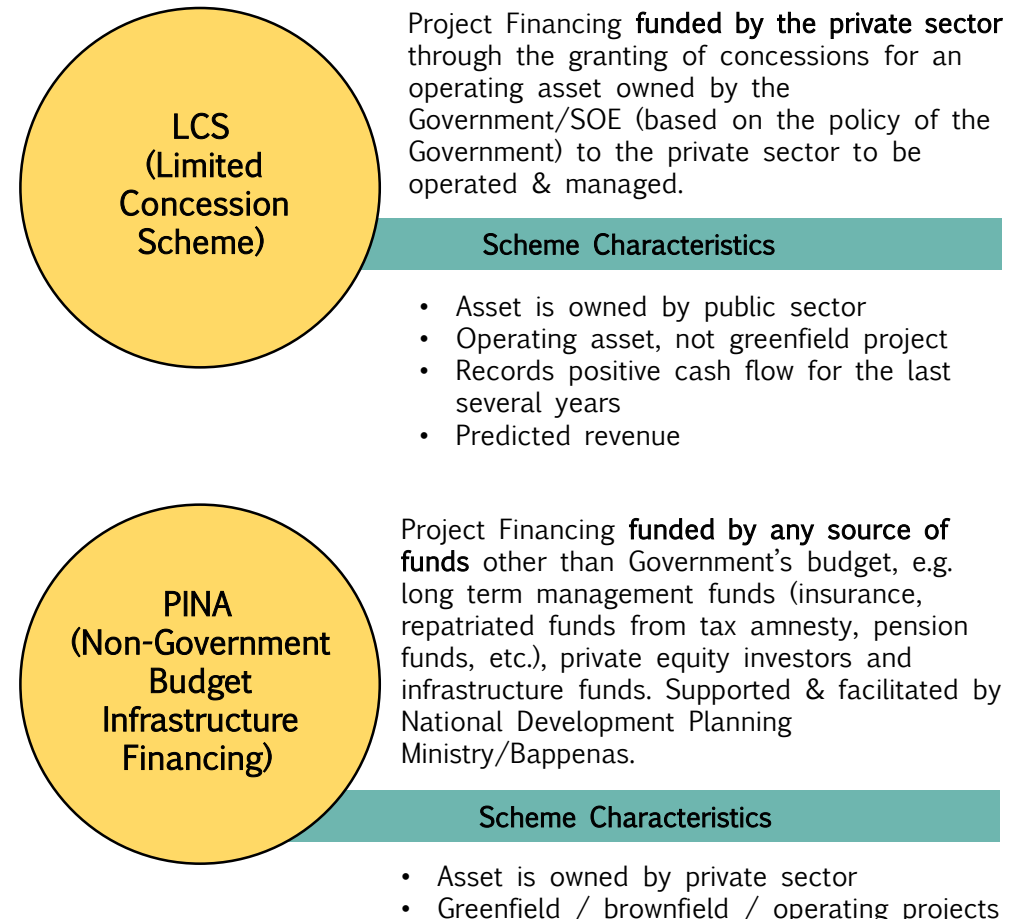 LCS
(Limited
Concession
Scheme)
Project Financing funded by the private sector
through the granting of concessions for an
operating asset owned by the
Government/SOE (based on the policy of the
Government) to the private sector to be
operated & managed.
Scheme Characteristics
• Asset is owned by public sector
• Operating asset, not greenfield project
• Records positive cash flow for the last
several years
• Predicted revenue
PINA
(Non-Government
Budget
Infrastructure
Financing)
Project Financing funded by any source of
funds other than Government’s budget, e.g.
long term management funds (insurance,
repatriated funds from tax amnesty, pension
funds, etc.), private equity investors and
infrastructure funds. Supported & facilitated by
National Development Planning
Ministry/Bappenas.
Scheme Characteristics
• Asset is owned by private sector
• Greenfield / brownfield / operating projects